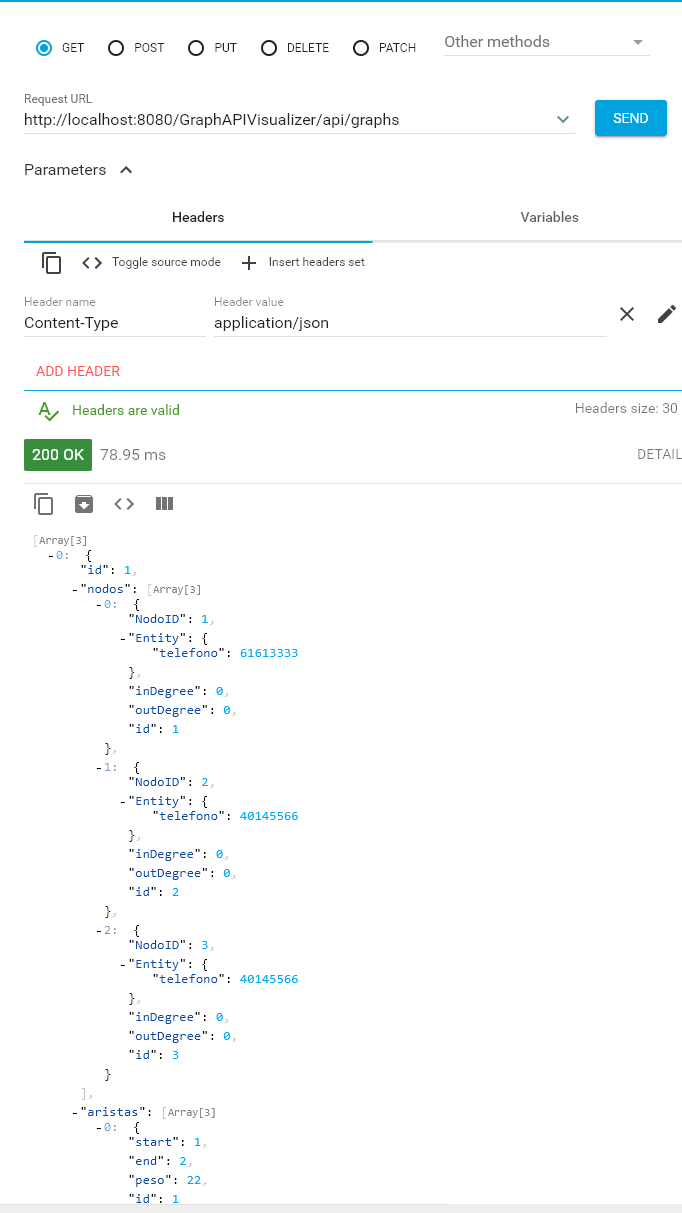 GET POST PUT DELETE PATCH Other methods
Request URL
http://localhost:8080/GraphAPIVisualizer/api/graphs SEND
Parameters
Headers Variables
Toggle source mode Insert headers set
Header name Header value
Content-Type application/json
ADD HEADER
Headers are valid Headers size: 30
200 OK 78.95 ms DETAIL
[Array[3]
-0: {
"id": 1,
-"nodos": [Array[3]
-0: {
"NodoID": 1,
-"Entity": {
"telefono": 61613333
},
"inDegree": 0,
"outDegree": 0,
"id": 1
},
-1: {
"NodoID": 2,
-"Entity": {
"telefono": 40145566
},
"inDegree": 0,
"outDegree": 0,
"id": 2
},
-2: {
"NodoID": 3,
-"Entity": {
"telefono": 40145566
},
"inDegree": 0,
"outDegree": 0,
"id": 3
}
],
-"aristas": [Array[3]
-0: {
"start": 1,
"end": 2,
"peso": 22,
"id": 1